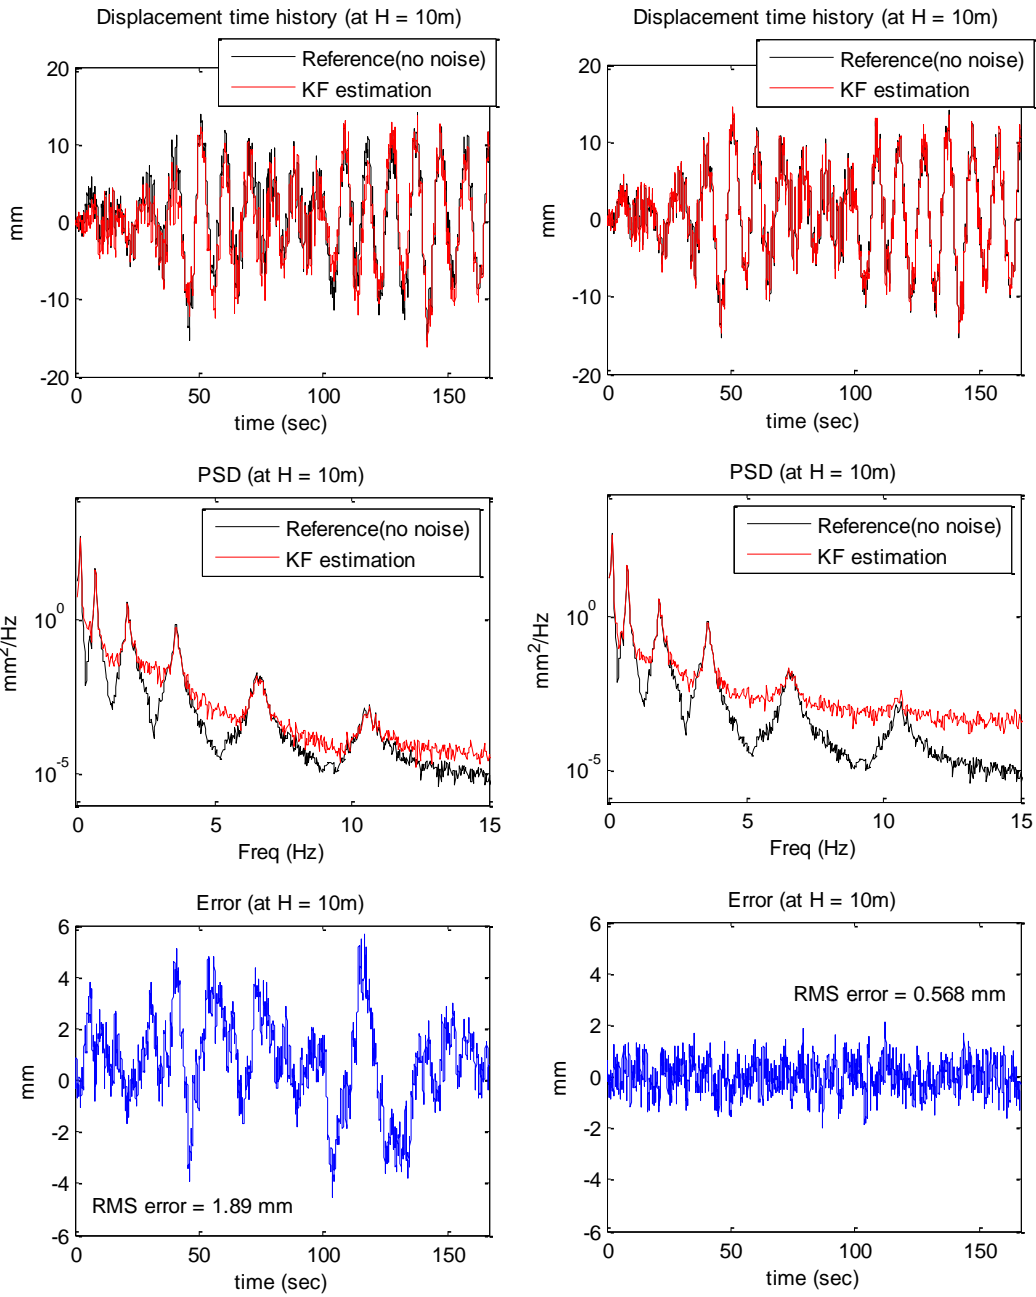 Displacement time history (at H = 10m)
Reference(no noise)
KF estimation
20
10
0
-10
-20
mm
0
50
100
150
time (sec)
Displacement time history (at H = 10m)
Reference(no noise)
KF estimation
20
10
0
-10
-20
mm
0
50
100
150
time (sec)
PSD (at H = 10m)
Reference(no noise)
KF estimation
10^0
10^-5
mm^2/Hz
0
5
10
15
Freq (Hz)
PSD (at H = 10m)
Reference(no noise)
KF estimation
10^0
10^-5
mm^2/Hz
0
5
10
15
Freq (Hz)
Error (at H = 10m)
6
4
2
0
-2
-4
-6
mm
RMS error = 1.89 mm
0
50
100
150
time (sec)
Error (at H = 10m)
6
4
2
0
-2
-4
-6
mm
RMS error = 0.568 mm
0
50
100
150
time (sec)